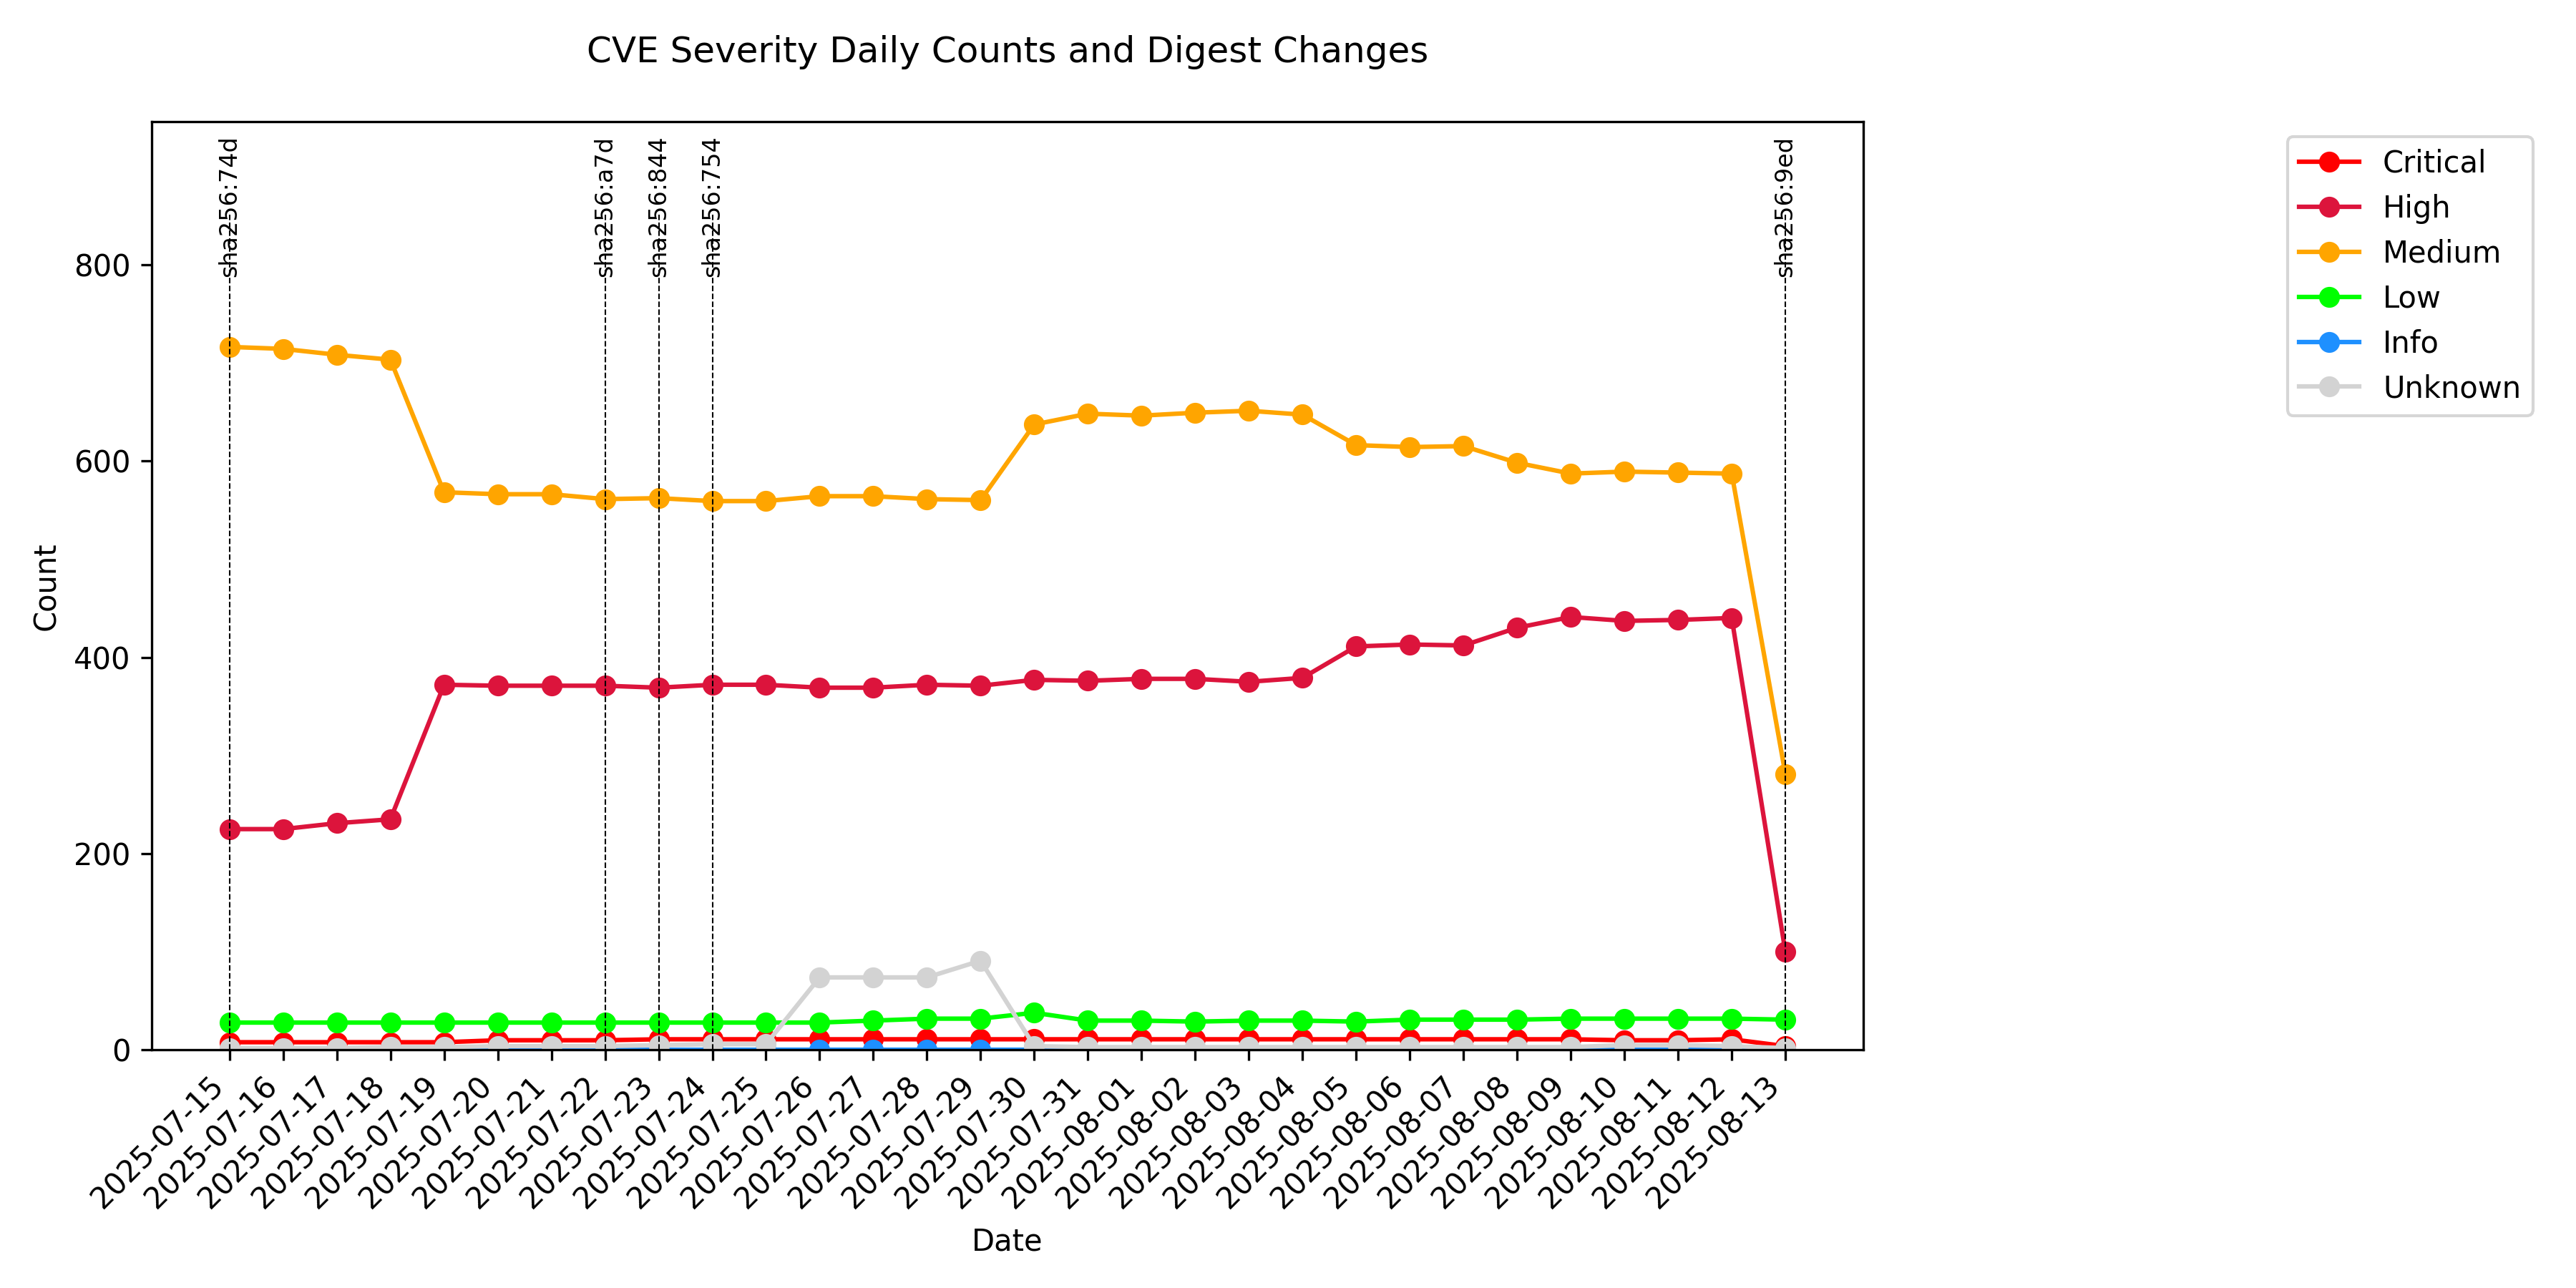 CVE Severity Daily Counts and Digest Changes
sha256:74d
sha256:a7d
sha256:844
sha256:754
sha256:9ed
Critical
High
Medium
Low
Info
Unknown
Count
800
600
400
200
0
2025-07-15
2025-07-16
2025-07-17
2025-07-18
2025-07-19
2025-07-20
2025-07-21
2025-07-22
2025-07-23
2025-07-24
2025-07-25
2025-07-26
2025-07-27
2025-07-28
2025-07-29
2025-07-30
2025-07-31
2025-08-01
2025-08-02
2025-08-03
2025-08-04
2025-08-05
2025-08-06
2025-08-07
2025-08-08
2025-08-09
2025-08-10
2025-08-11
2025-08-12
2025-08-13
Date